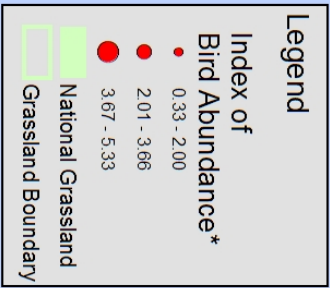 Legend
Index of
Bird Abundance*
0.33 - 2.00
2.01 - 3.66
3.67 - 5.33
National Grassland
Grassland Boundary